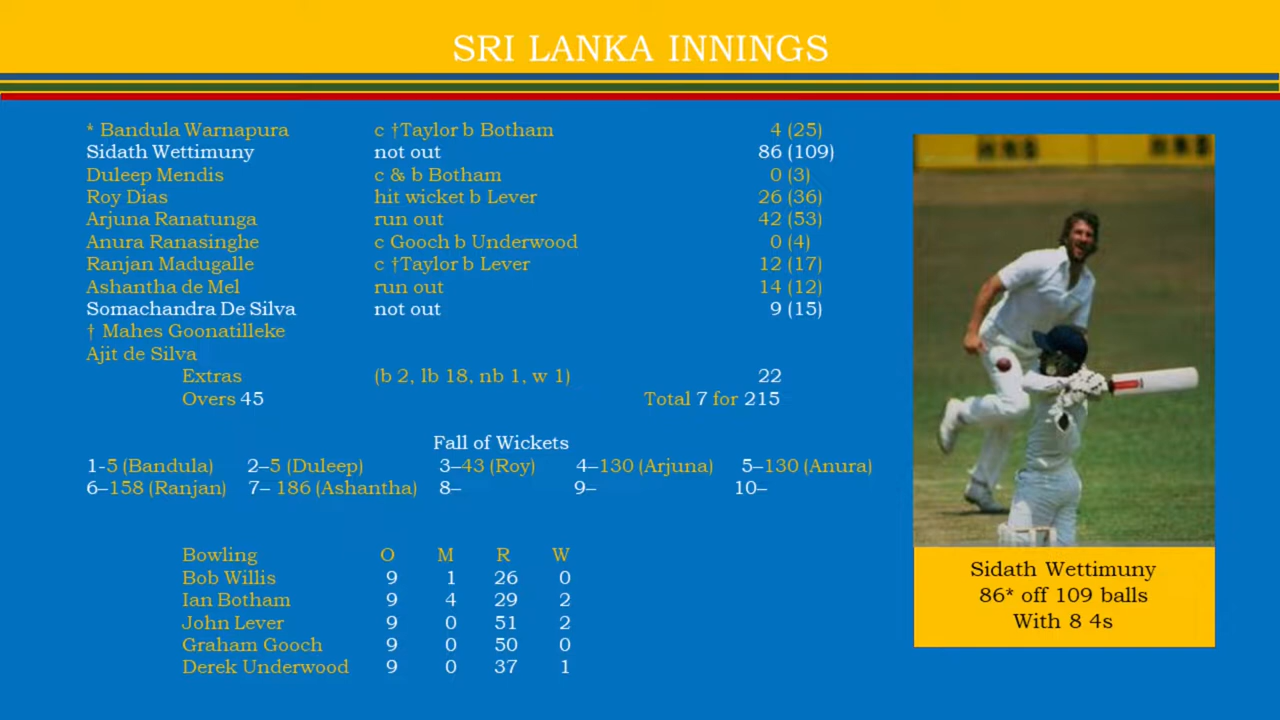 SRI LANKA INNINGS
* Bandula Warnapura c †Taylor b Botham 4 (25)
Sidath Wettimuny not out 86 (109)
Duleep Mendis c & b Botham 0 (3)
Roy Dias hit wicket b Lever 26 (36)
Arjuna Ranatunga run out 42 (53)
Anura Ranasinghe c Gooch b Underwood 0 (4)
Ranjan Madugalle c †Taylor b Lever 12 (17)
Ashantha de Mel run out 14 (12)
Somachandra De Silva not out 9 (15)
† Mahes Goonatilleke
Ajit de Silva
Extras (b 2, lb 18, nb 1, w 1) 22
Overs 45 Total 7 for 215
Fall of Wickets
1-5 (Bandula) 2–5 (Duleep) 3–43 (Roy) 4–130 (Arjuna) 5–130 (Anura)
6–158 (Ranjan) 7– 186 (Ashantha) 8– 9– 10–
Bowling O M R W
Bob Willis 9 1 26 0
Ian Botham 9 4 29 2
John Lever 9 0 51 2
Graham Gooch 9 0 50 0
Derek Underwood 9 0 37 1
Sidath Wettimuny
86* off 109 balls
With 8 4s